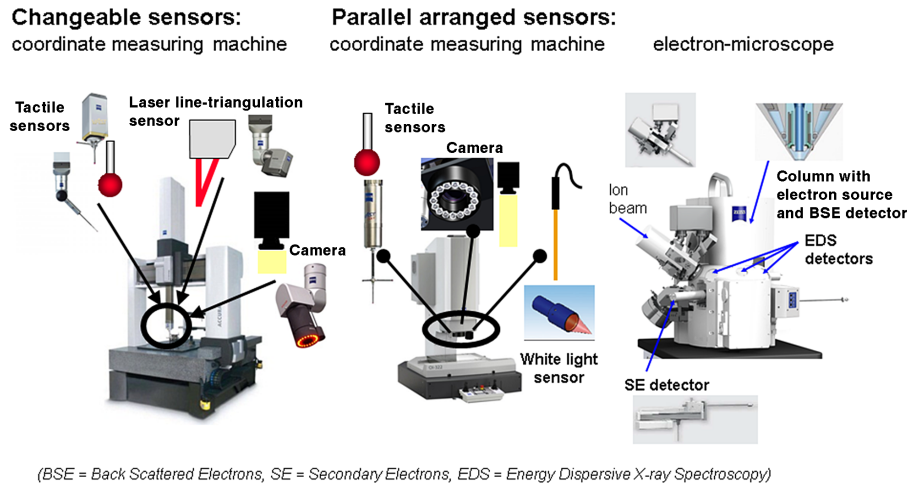 Changeable sensors:
coordinate measuring machine
Parallel arranged sensors:
coordinate measuring machine
electron-microscope
Tactile
sensors
Laser line-triangulation
sensor
Camera
Tactile
sensors
Camera
White light
sensor
Ion
beam
Column with
electron source
and BSE detector
EDS
detectors
SE detector
(BSE = Back Scattered Electrons, SE = Secondary Electrons, EDS = Energy Dispersive X-ray Spectroscopy)